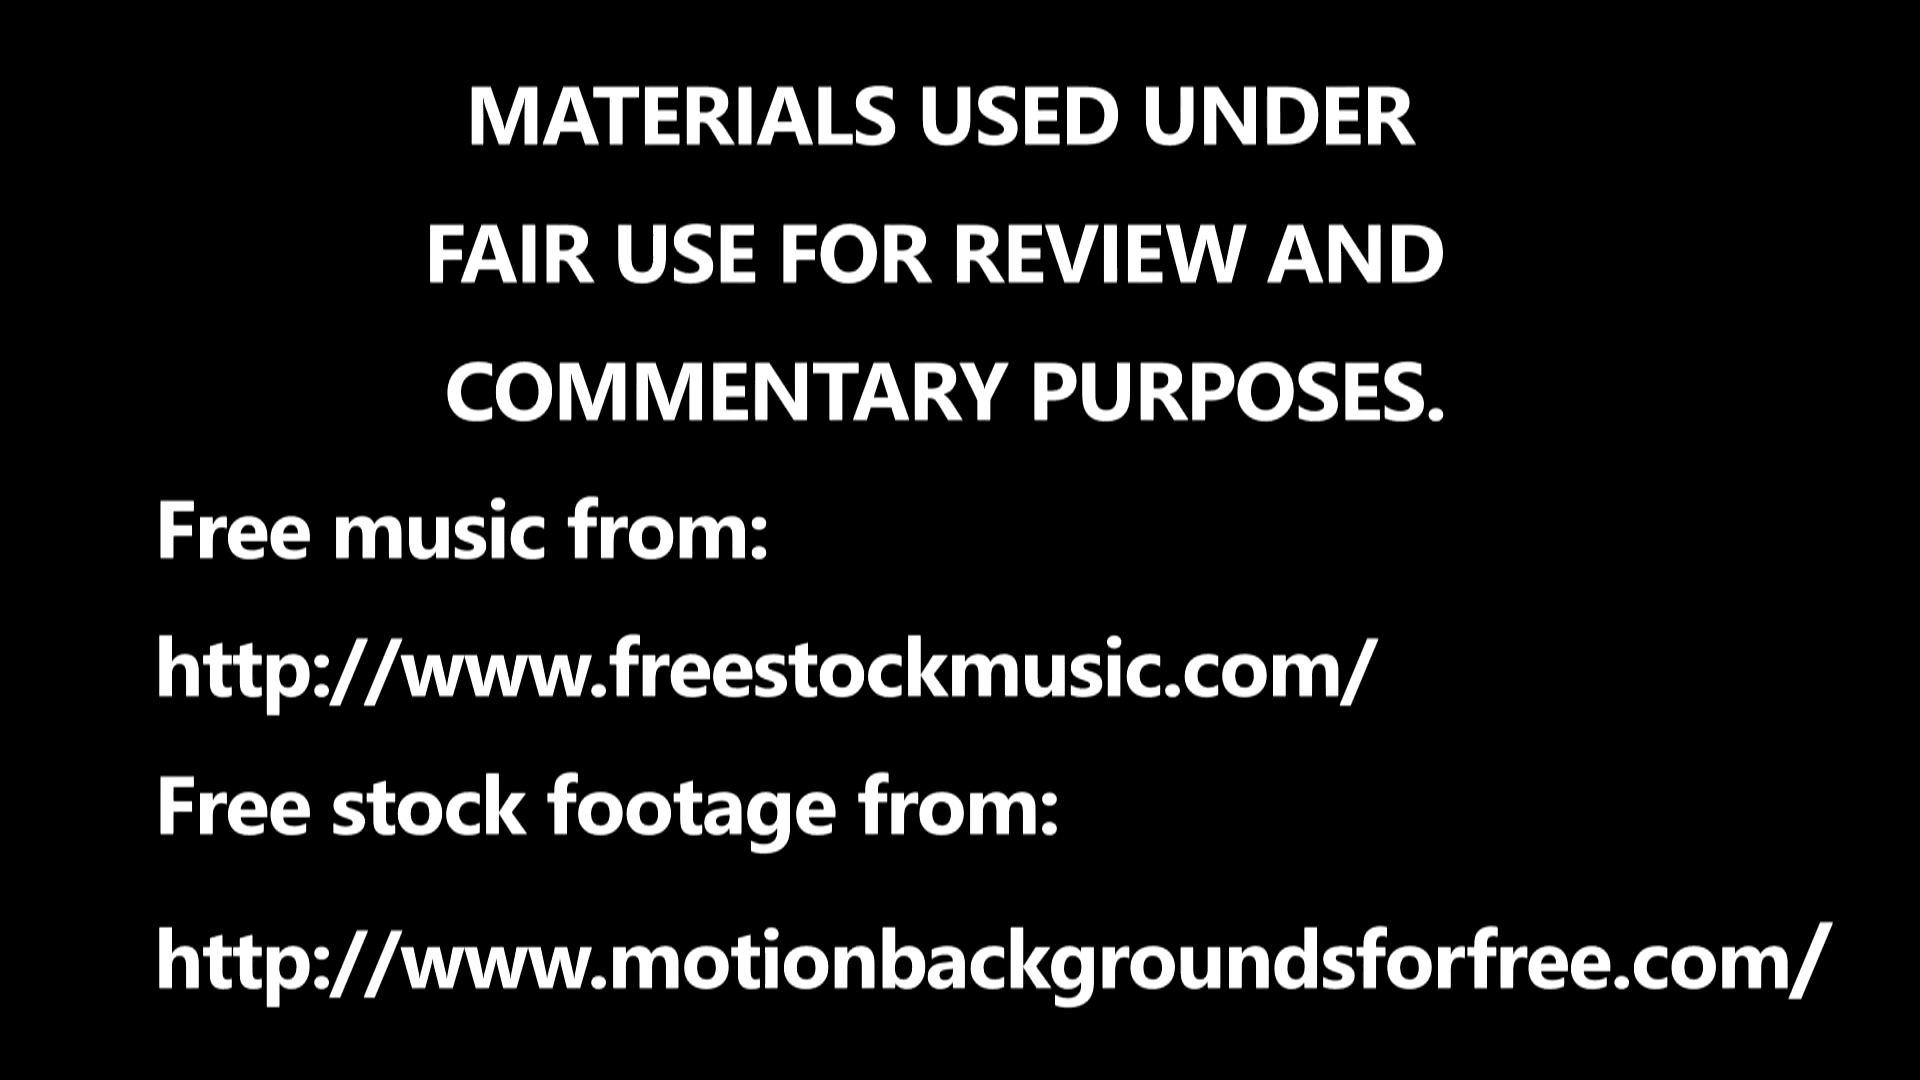 MATERIALS USED UNDER
FAIR USE FOR REVIEW AND
COMMENTARY PURPOSES.
Free music from:
http://www.freestockmusic.com/
Free stock footage from:
http://www.motionbackgroundsforfree.com/